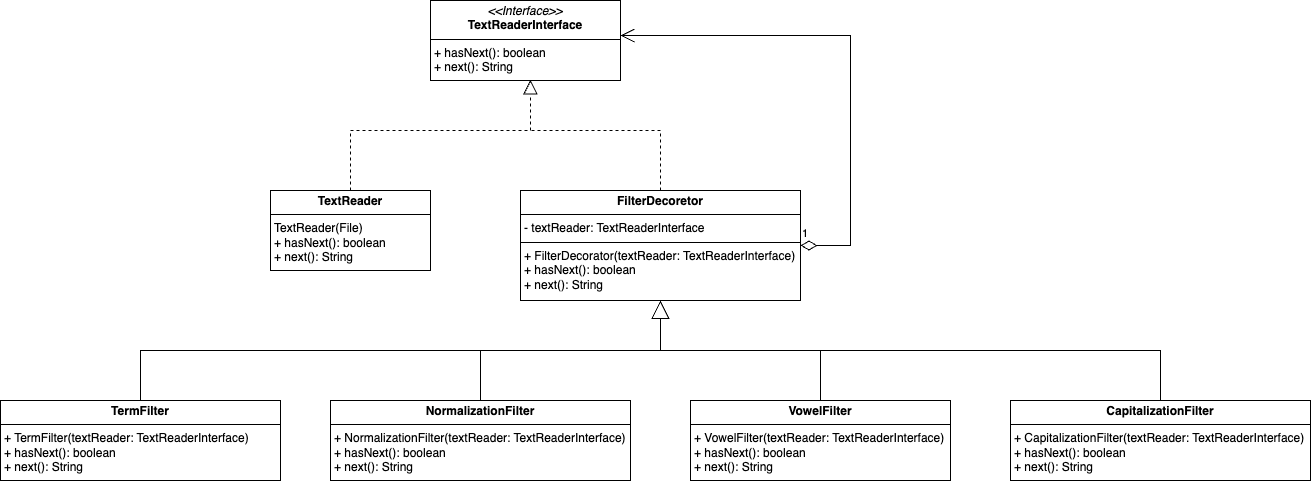 <<Interface>>
TextReaderInterface
+ hasNext(): boolean
+ next(): String
TextReader
TextReader(File)
+ hasNext(): boolean
+ next(): String
FilterDecoretor
- textReader: TextReaderInterface
+ FilterDecorator(textReader: TextReaderInterface)
+ hasNext(): boolean
+ next(): String
1
TermFilter
+ TermFilter(textReader: TextReaderInterface)
+ hasNext(): boolean
+ next(): String
NormalizationFilter
+ NormalizationFilter(textReader: TextReaderInterface)
+ hasNext(): boolean
+ next(): String
VowelFilter
+ VowelFilter(textReader: TextReaderInterface)
+ hasNext(): boolean
+ next(): String
CapitalizationFilter
+ CapitalizationFilter(textReader: TextReaderInterface)
+ hasNext(): boolean
+ next(): String